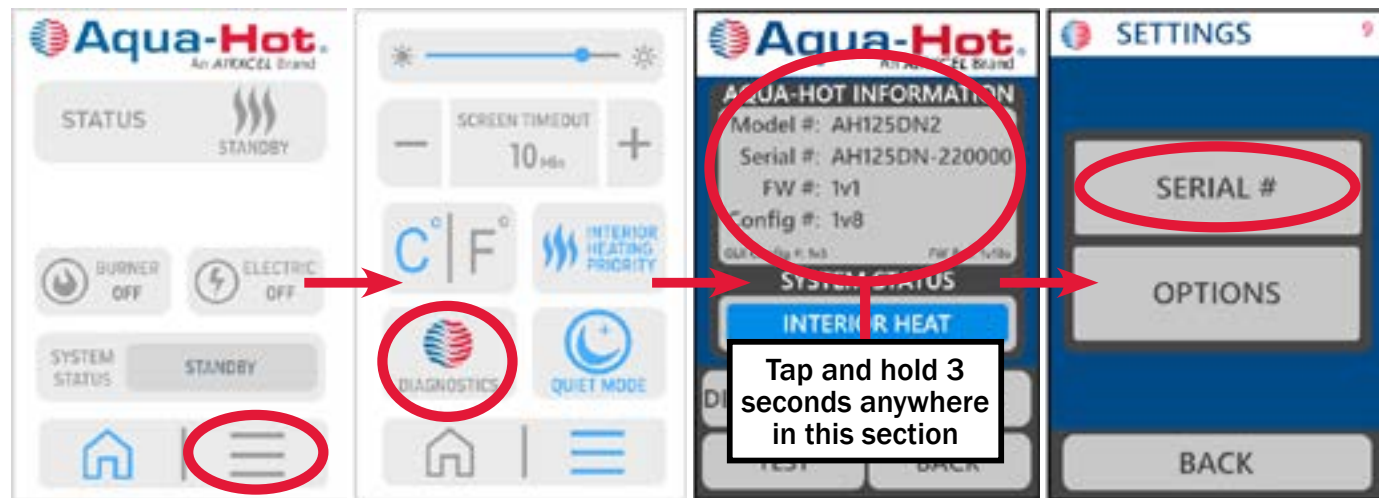 Aqua-Hot.
An AIRXCEL Brand
STATUS
STANDBY
BURNER
OFF
ELECTRIC
OFF
SYSTEM
STATUS
STANDBY
SCREEN TIMEOUT
10 Min
C° F°
INTERIOR
HEATING
PRIORITY
DIAGNOSTICS
QUIET MODE
Aqua-Hot.
An AIRXCEL Brand
AQUA-HOT INFORMATION
Model #: AH125DN2
Serial #: AH125DN-220000
FW #: 1v1
Config #: 1v8
SYSTEM STATUS
INTERIOR HEAT
Tap and hold 3
seconds anywhere
in this section
TEST
BACK
SETTINGS
SERIAL #
OPTIONS
BACK